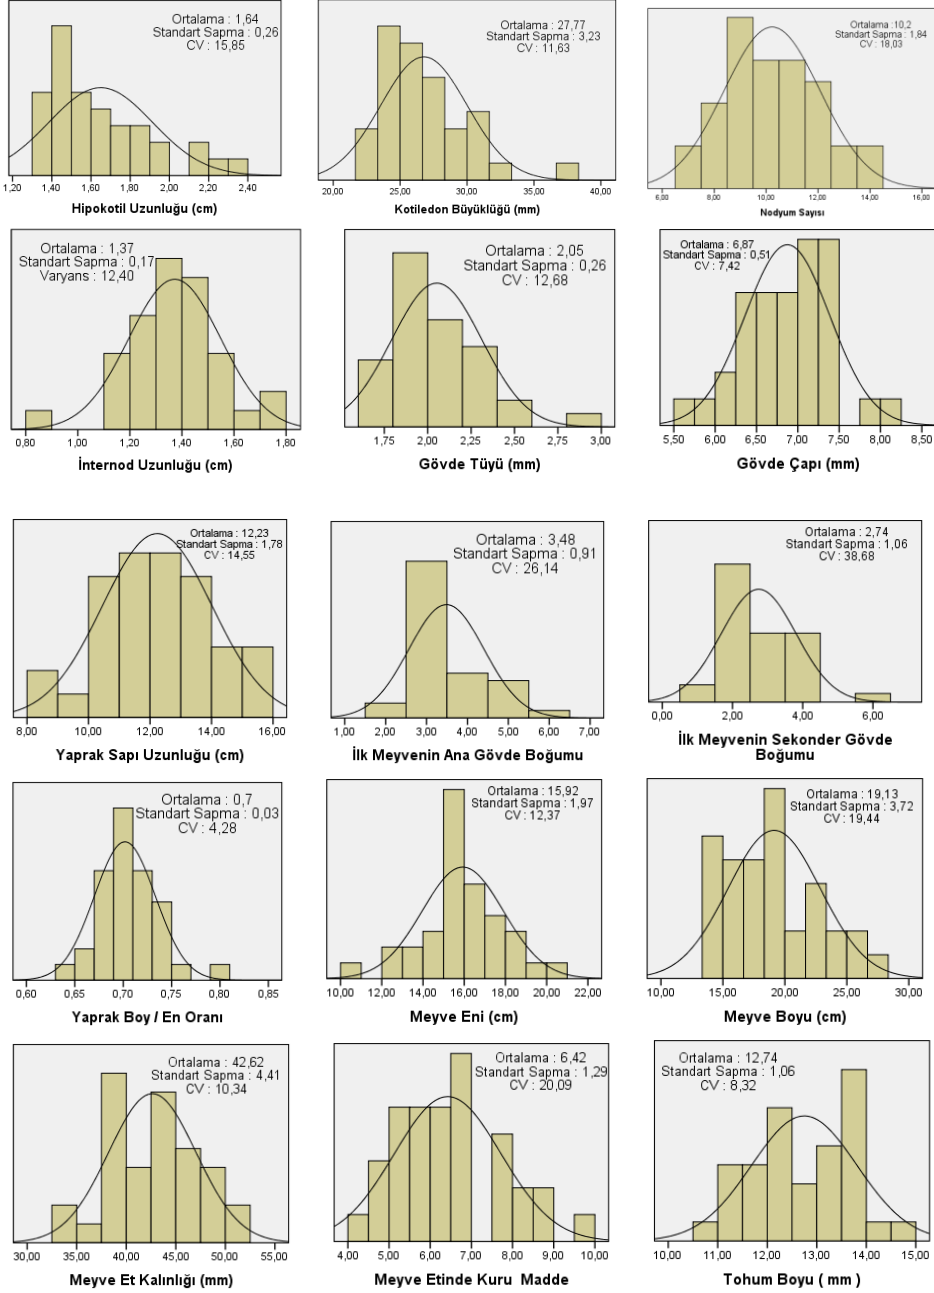 Ortalama : 1,64
Standart Sapma : 0,26
CV : 15,85
1,20 1,40 1,60 1,80 2,00 2,20 2,40
Hipokotil Uzunluğu (cm)
Ortalama : 27,77
Standart Sapma : 3,23
CV : 11,63
20,00 25,00 30,00 35,00 40,00
Kotiledon Büyüklüğü (mm)
Ortalama :10,2
Standart Sapma : 1,84
CV : 18,03
6,00 8,00 10,00 12,00 14,00 16,00
Nodyum Sayısı
Ortalama : 1,37
Standart Sapma : 0,17
Varyans : 12,40
0,80 1,00 1,20 1,40 1,60 1,80
İnternod Uzunluğu (cm)
Ortalama : 2,05
Standart Sapma : 0,26
CV : 12,68
1,75 2,00 2,25 2,50 2,75 3,00
Gövde Tüyü (mm)
Ortalama : 6,87
Standart Sapma : 0,51
CV : 7,42
5,50 6,00 6,50 7,00 7,50 8,00 8,50
Gövde Çapı (mm)
Ortalama : 12,23
Standart Sapma : 1,78
CV : 14,55
8,00 10,00 12,00 14,00 16,00
Yaprak Sapı Uzunluğu (cm)
Ortalama : 3,48
Standart Sapma : 0,91
CV : 26,14
1,00 2,00 3,00 4,00 5,00 6,00 7,00
İlk Meyvenin Ana Gövde Boğumu
Ortalama : 2,74
Standart Sapma : 1,06
CV : 38,68
0,00 2,00 4,00 6,00
İlk Meyvenin Sekonder Gövde
Boğumu
Ortalama : 0,7
Standart Sapma : 0,03
CV : 4,28
0,60 0,65 0,70 0,75 0,80 0,85
Yaprak Boy / En Oranı
Ortalama : 15,92
Standart Sapma : 1,97
CV : 12,37
10,00 12,00 14,00 16,00 18,00 20,00 22,00
Meyve Eni (cm)
Ortalama : 19,13
Standart Sapma : 3,72
CV : 19,44
10,00 15,00 20,00 25,00 30,00
Meyve Boyu (cm)
Ortalama : 42,62
Standart Sapma : 4,41
CV : 10,34
30,00 35,00 40,00 45,00 50,00 55,00
Meyve Et Kalınlığı (mm)
Ortalama : 6,42
Standart Sapma : 1,29
CV : 20,09
4,00 5,00 6,00 7,00 8,00 9,00 10,00
Meyve Etinde Kuru Madde
Ortalama : 12,74
Standart Sapma : 1,06
CV : 8,32
10,00 11,00 12,00 13,00 14,00 15,00
Tohum Boyu ( mm )